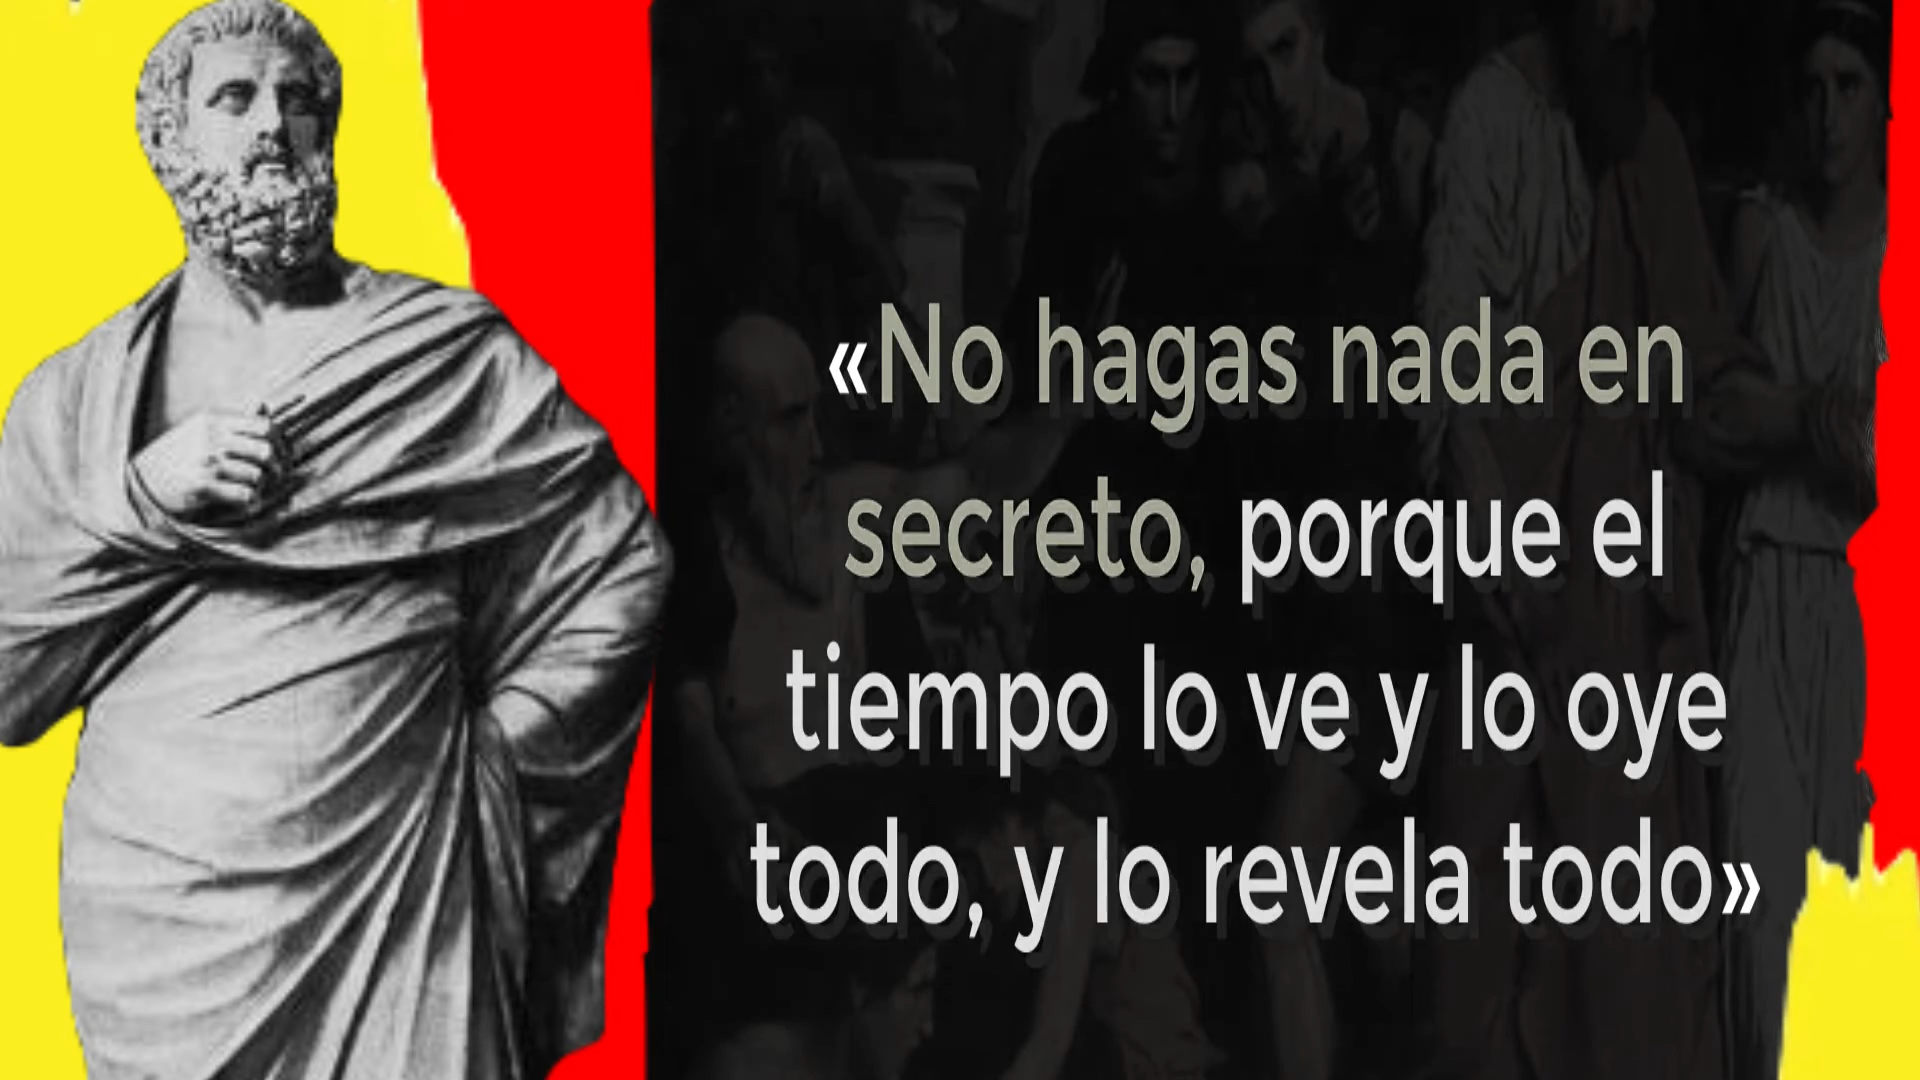 «No hagas nada en
secreto, porque el
tiempo lo ve y lo oye
todo, y lo revela todo»